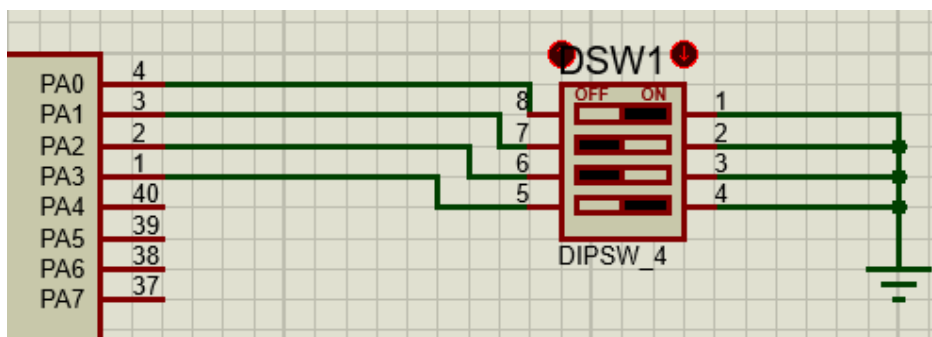 DSW1
PA0 4
PA1 3
PA2 2
PA3 1
PA4 40
PA5 39
PA6 38
PA7 37
OFF ON
8 1
7 2
6 3
5 4
DIPSW_4